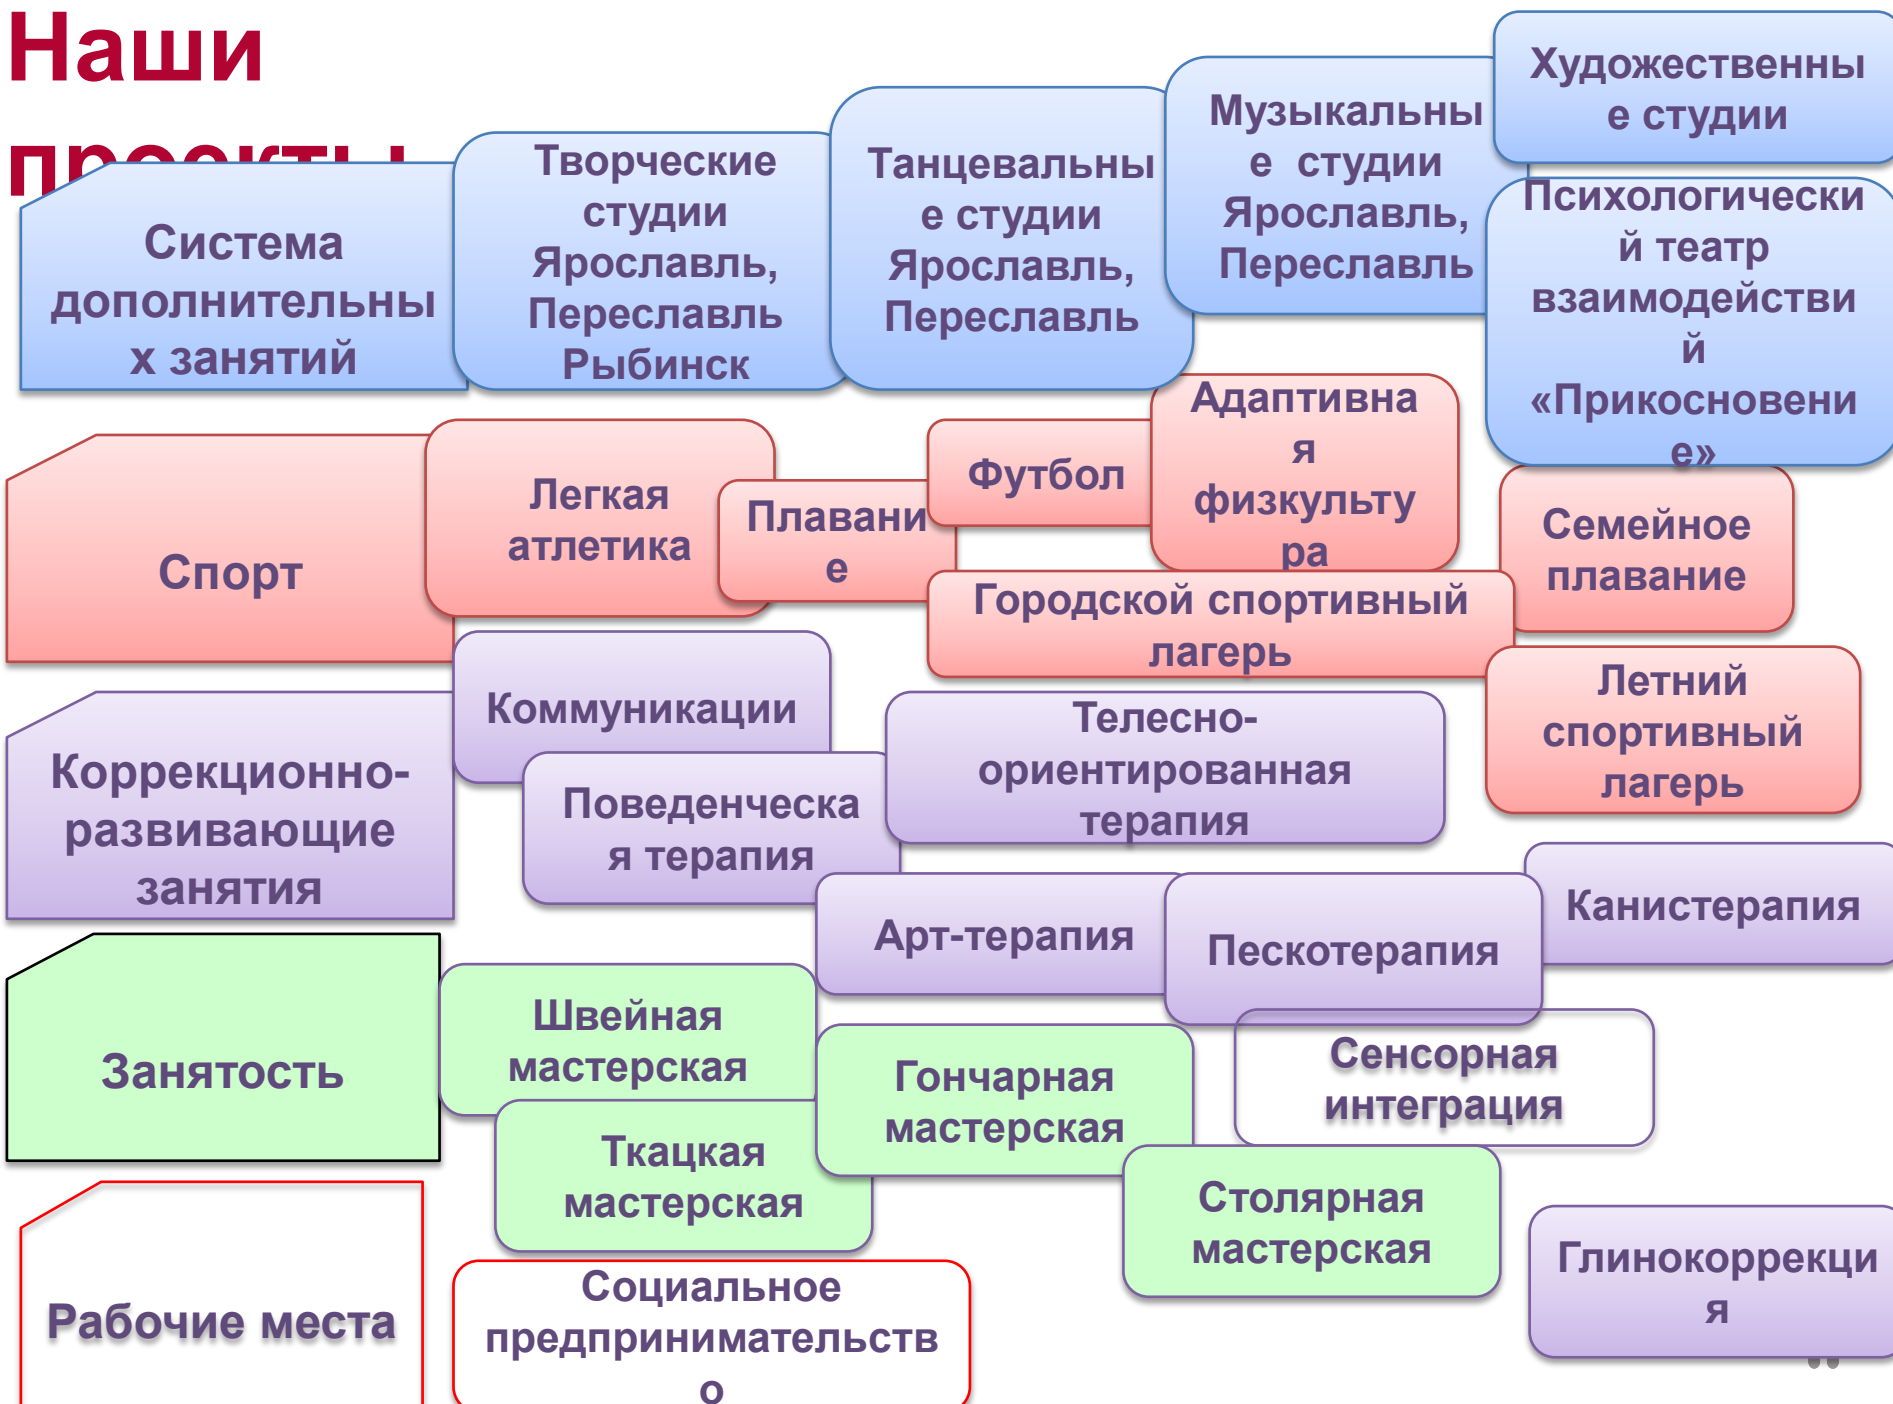 Наши
проекты
Система
дополнительны
х занятий
Творческие
студии
Ярославль,
Переславль
Рыбинск
Танцевальны
е студии
Ярославль,
Переславль
Музыкальны
е студии
Ярославль,
Переславль
Художественны
е студии
Психологически
й театр
взаимодействи
й
«Прикосновени
е»
Спорт
Легкая
атлетика
Плавани
е
Футбол
Адаптивна
я
физкульту
ра
Городской спортивный
лагерь
Семейное
плавание
Летний
спортивный
лагерь
Коррекционно-
развивающие
занятия
Коммуникации
Поведенческа
я терапия
Телесно-
ориентированная
терапия
Арт-терапия
Пескотерапия
Канистерапия
Сенсорная
интеграция
Глинокоррекци
я
Занятость
Швейная
мастерская
Ткацкая
мастерская
Гончарная
мастерская
Столярная
мастерская
Рабочие места
Социальное
предпринимательств
о